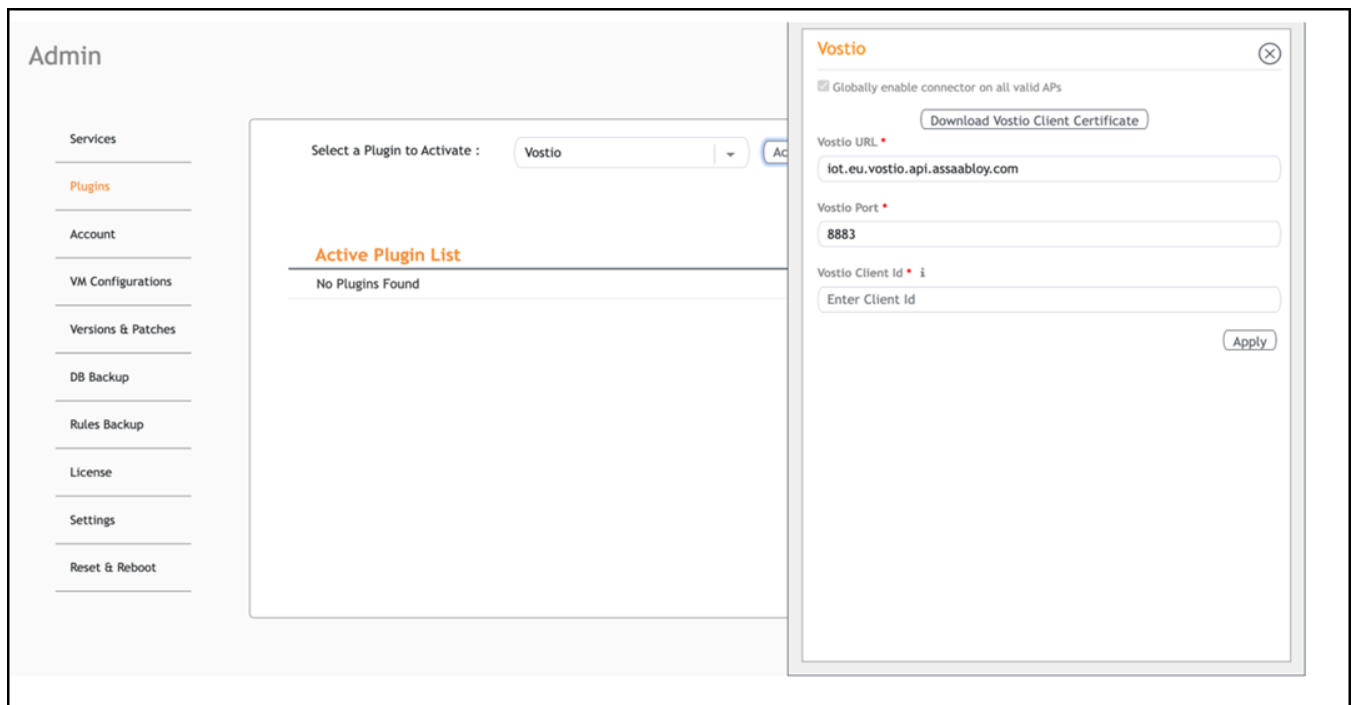 Admin
Services
Plugins
Account
VM Configurations
Versions & Patches
DB Backup
Rules Backup
License
Settings
Reset & Reboot
Select a Plugin to Activate :
Vostio
Ac
Active Plugin List
No Plugins Found
Vostio
Globally enable connector on all valid APs
Download Vostio Client Certificate
Vostio URL *
iot.eu.vostio.api.assaabloy.com
Vostio Port *
8883
Vostio Client Id * i
Enter Client Id
Apply